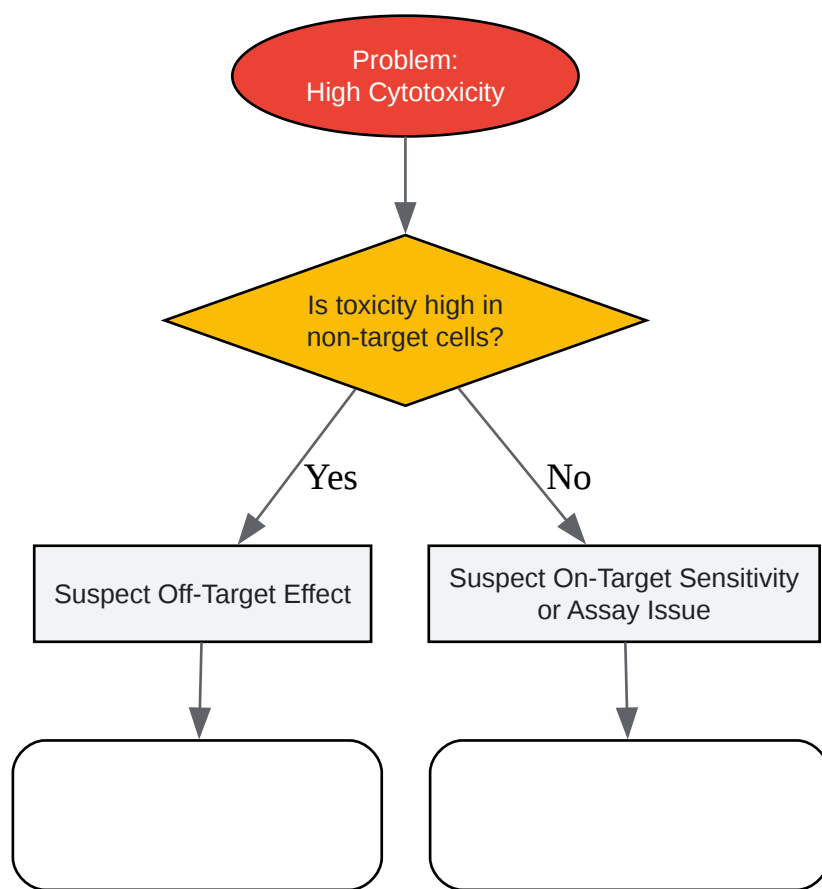 Problem:
High Cytotoxicity
Is toxicity high in
non-target cells?
Yes
No
Suspect Off-Target Effect
Suspect On-Target Sensitivity
or Assay Issue